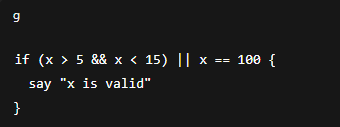 g
if (x > 5 && x < 15) || x == 100 {
  say "x is valid"
}